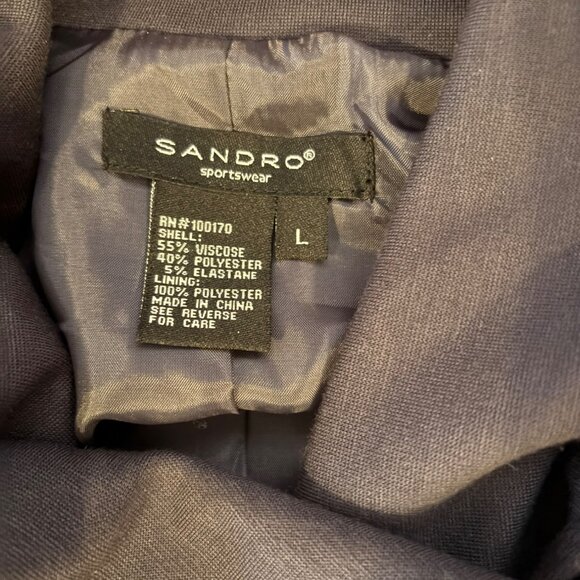 SANDRO®
sportswear
L
RN#100170
SHELL:
55% VISCOSE
40% POLYESTER
5% ELASTANE
LINING:
100% POLYESTER
MADE IN CHINA
SEE REVERSE
FOR CARE